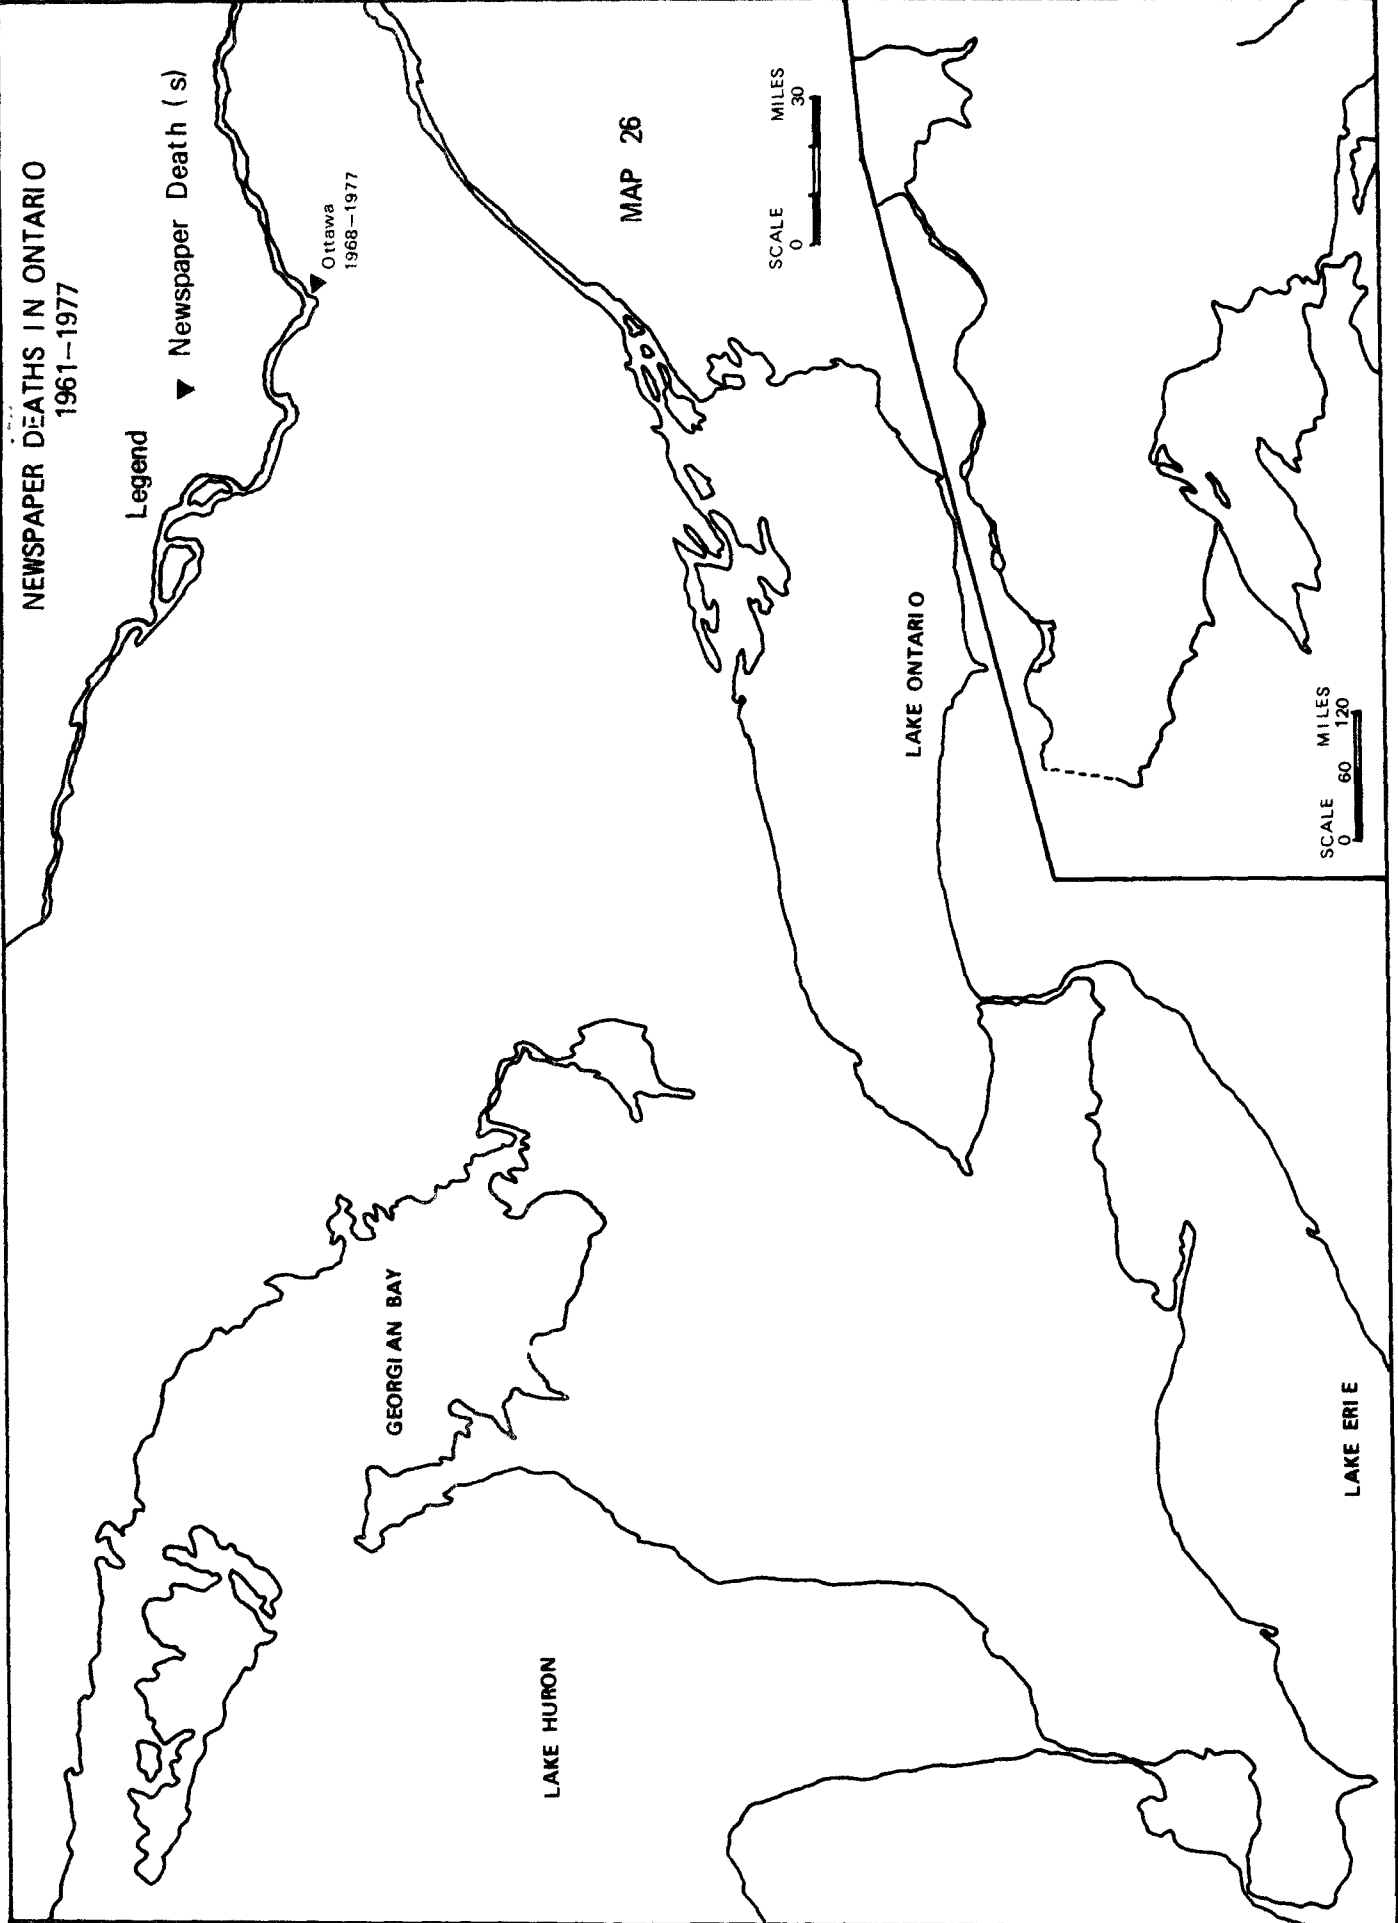 NEWSPAPER DEATHS IN ONTARIO
1961–1977
Legend
▼ Newspaper Death (s)
Ottawa
1968–1977
MAP 26
SCALE MILES
0 30
GEORGIAN BAY
LAKE HURON
LAKE ONTARIO
LAKE ERIE
SCALE MILES
0 60 120